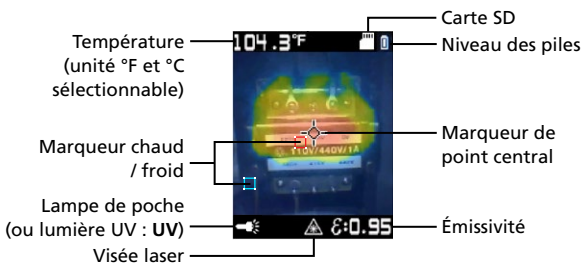 Carte SD
104.3°F
Température
(unité °F et °C
sélectionnable)
Niveau des piles
Marqueur chaud
/ froid
110V/440V/1A
Marqueur de
point central
Lampe de poche
(ou lumière UV : UV)
ε:0.95
Émissivité
Visée laser